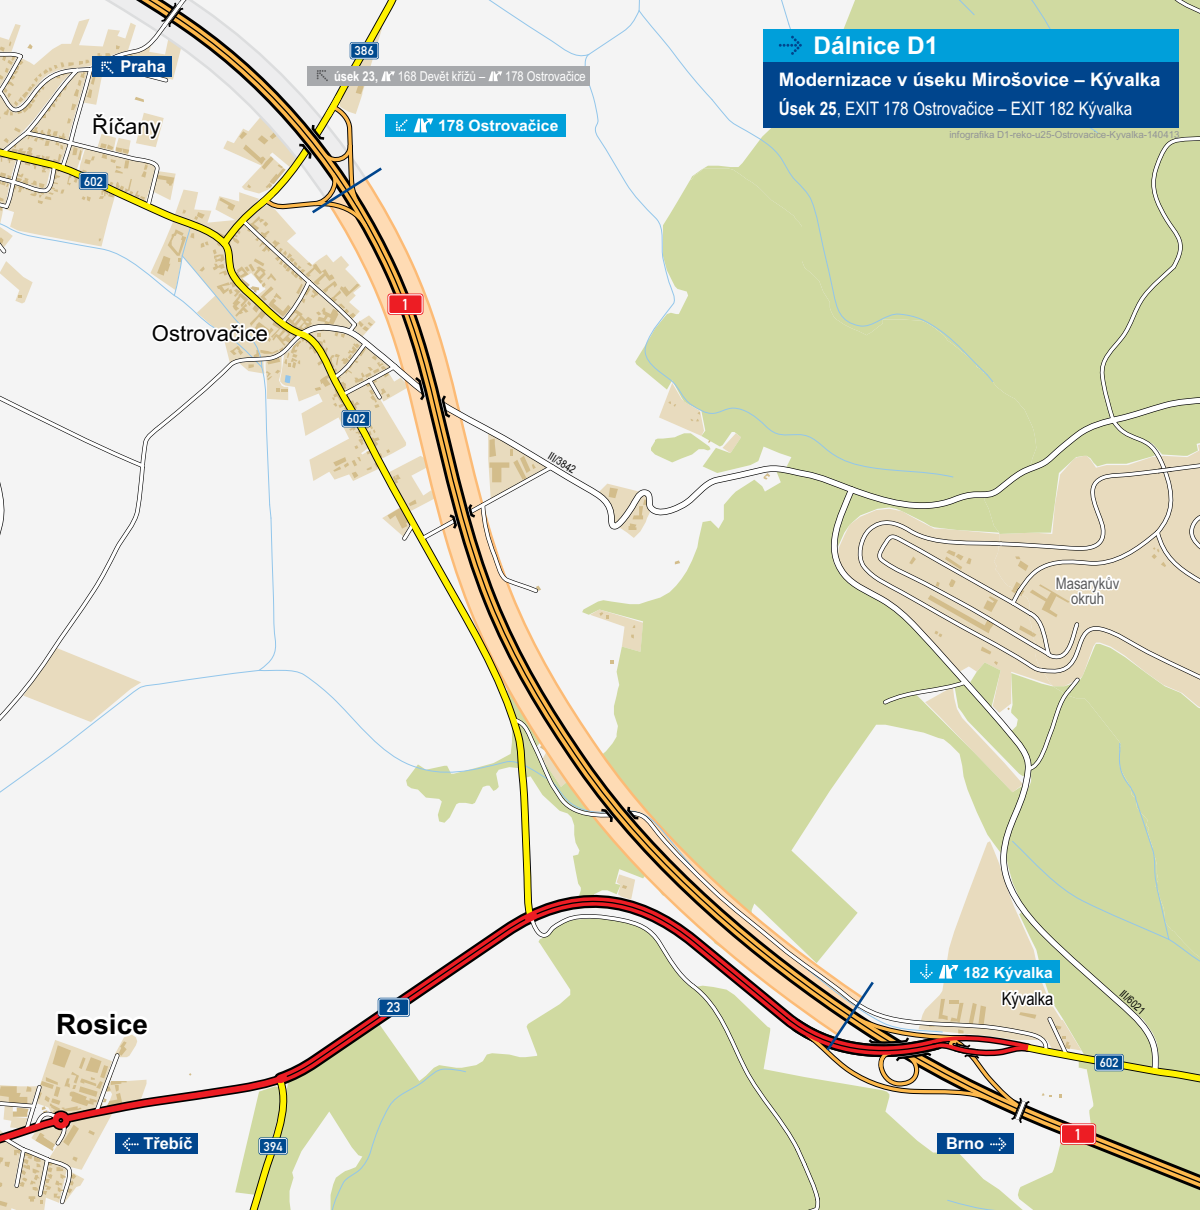 Dálnice D1
Modernizace v úseku Mirošovice – Kývalka
Úsek 25, EXIT 178 Ostrovačice – EXIT 182 Kývalka
infografika D1-reko-u25-Ostrovacice-Kyvalka-140413
386
Praha
úsek 23, 168 Devět křížů – 178 Ostrovačice
Říčany
178 Ostrovačice
602
1
Ostrovačice
602
III/3842
Masarykův
okruh
182 Kývalka
Kývalka
III/6021
23
Rosice
602
Třebíč
394
Brno
1